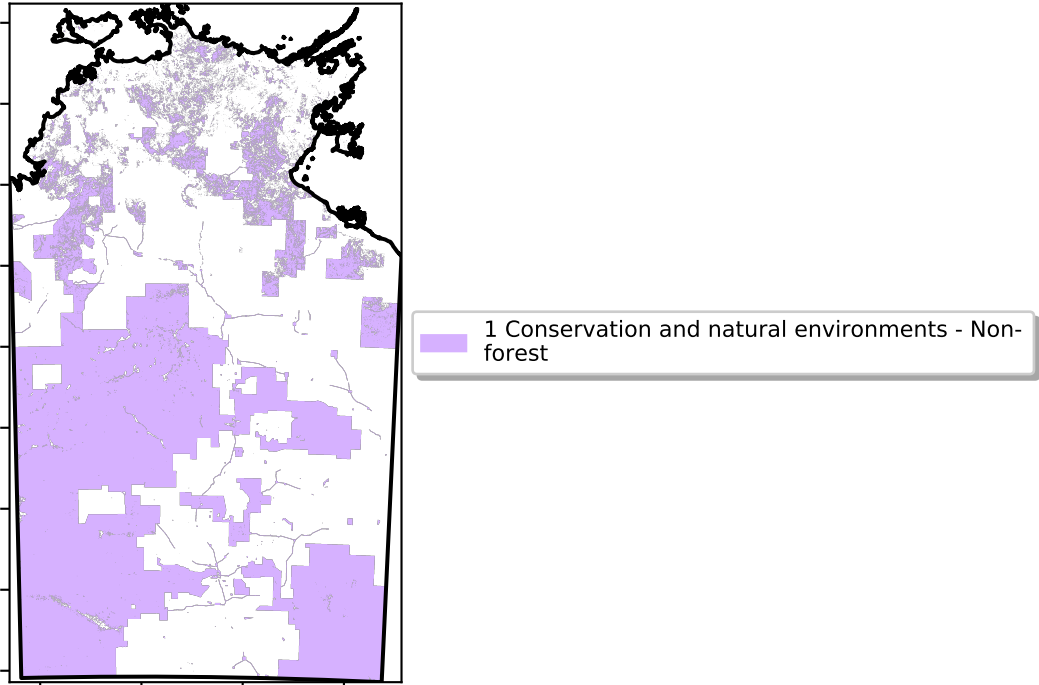 1 Conservation and natural environments - Non-
forest